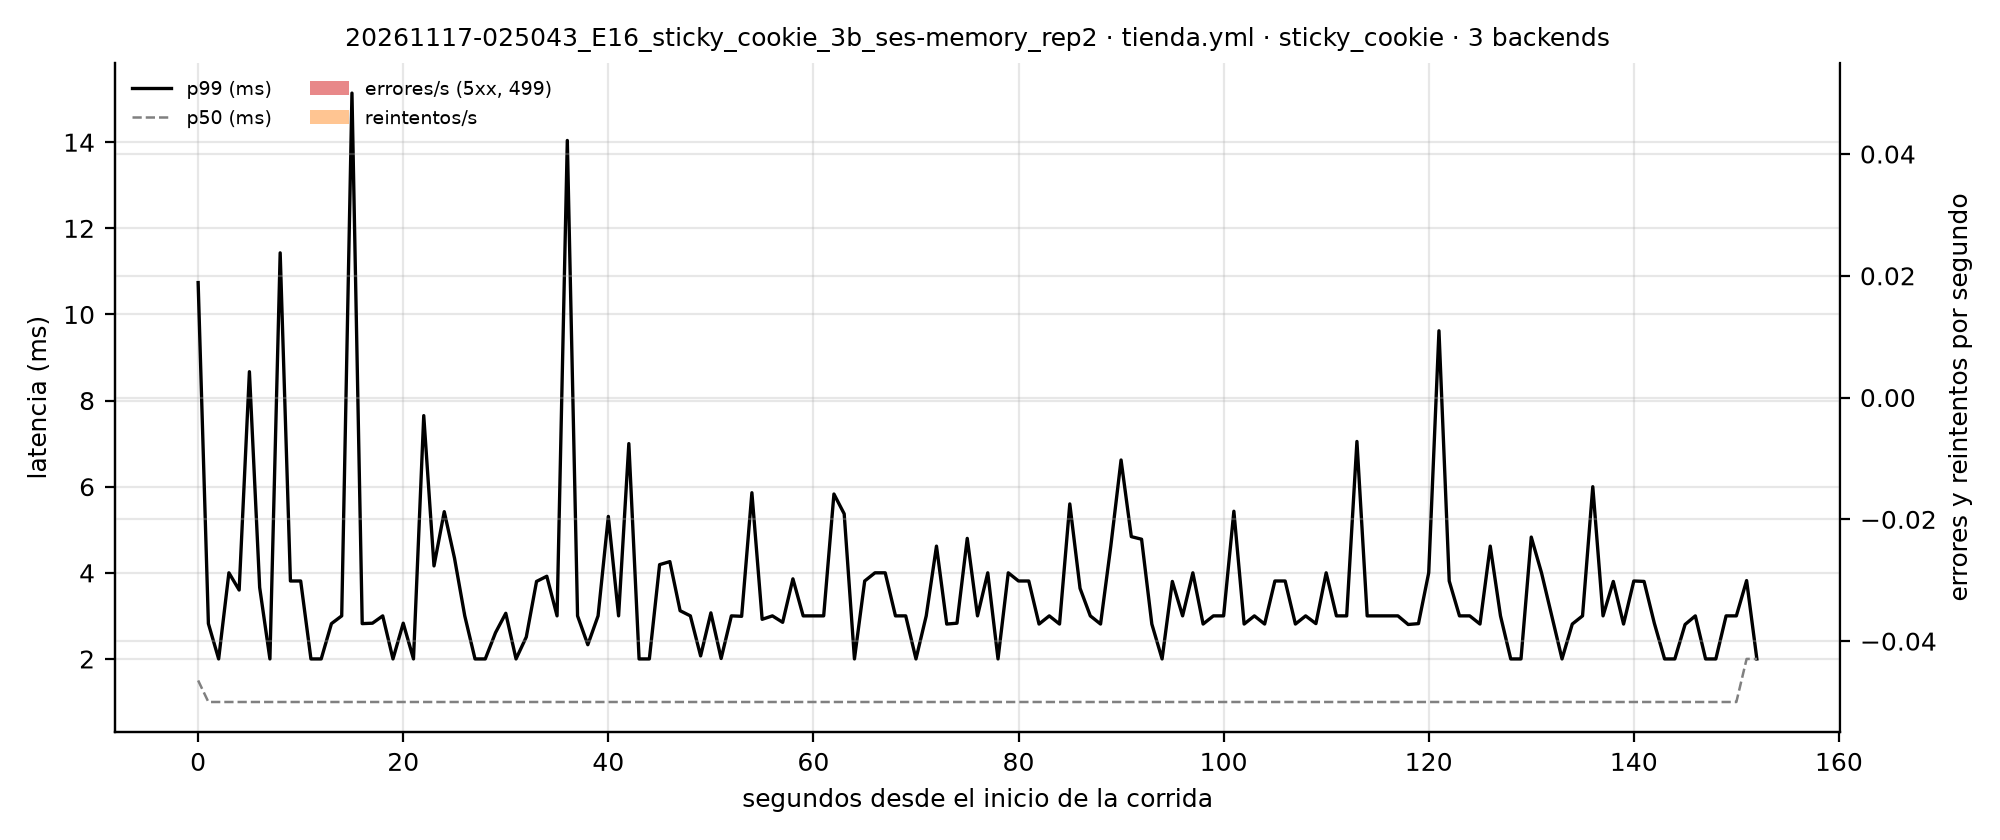 20261117-025043_E16_sticky_cookie_3b_ses-memory_rep2 · tienda.yml · sticky_cookie · 3 backends
p99 (ms)
p50 (ms)
errores/s (5xx, 499)
reintentos/s
latencia (ms)
14
12
10
8
6
4
2
0.04
0.02
0.00
−0.02
−0.04
errores y reintentos por segundo
0 20 40 60 80 100 120 140 160
segundos desde el inicio de la corrida